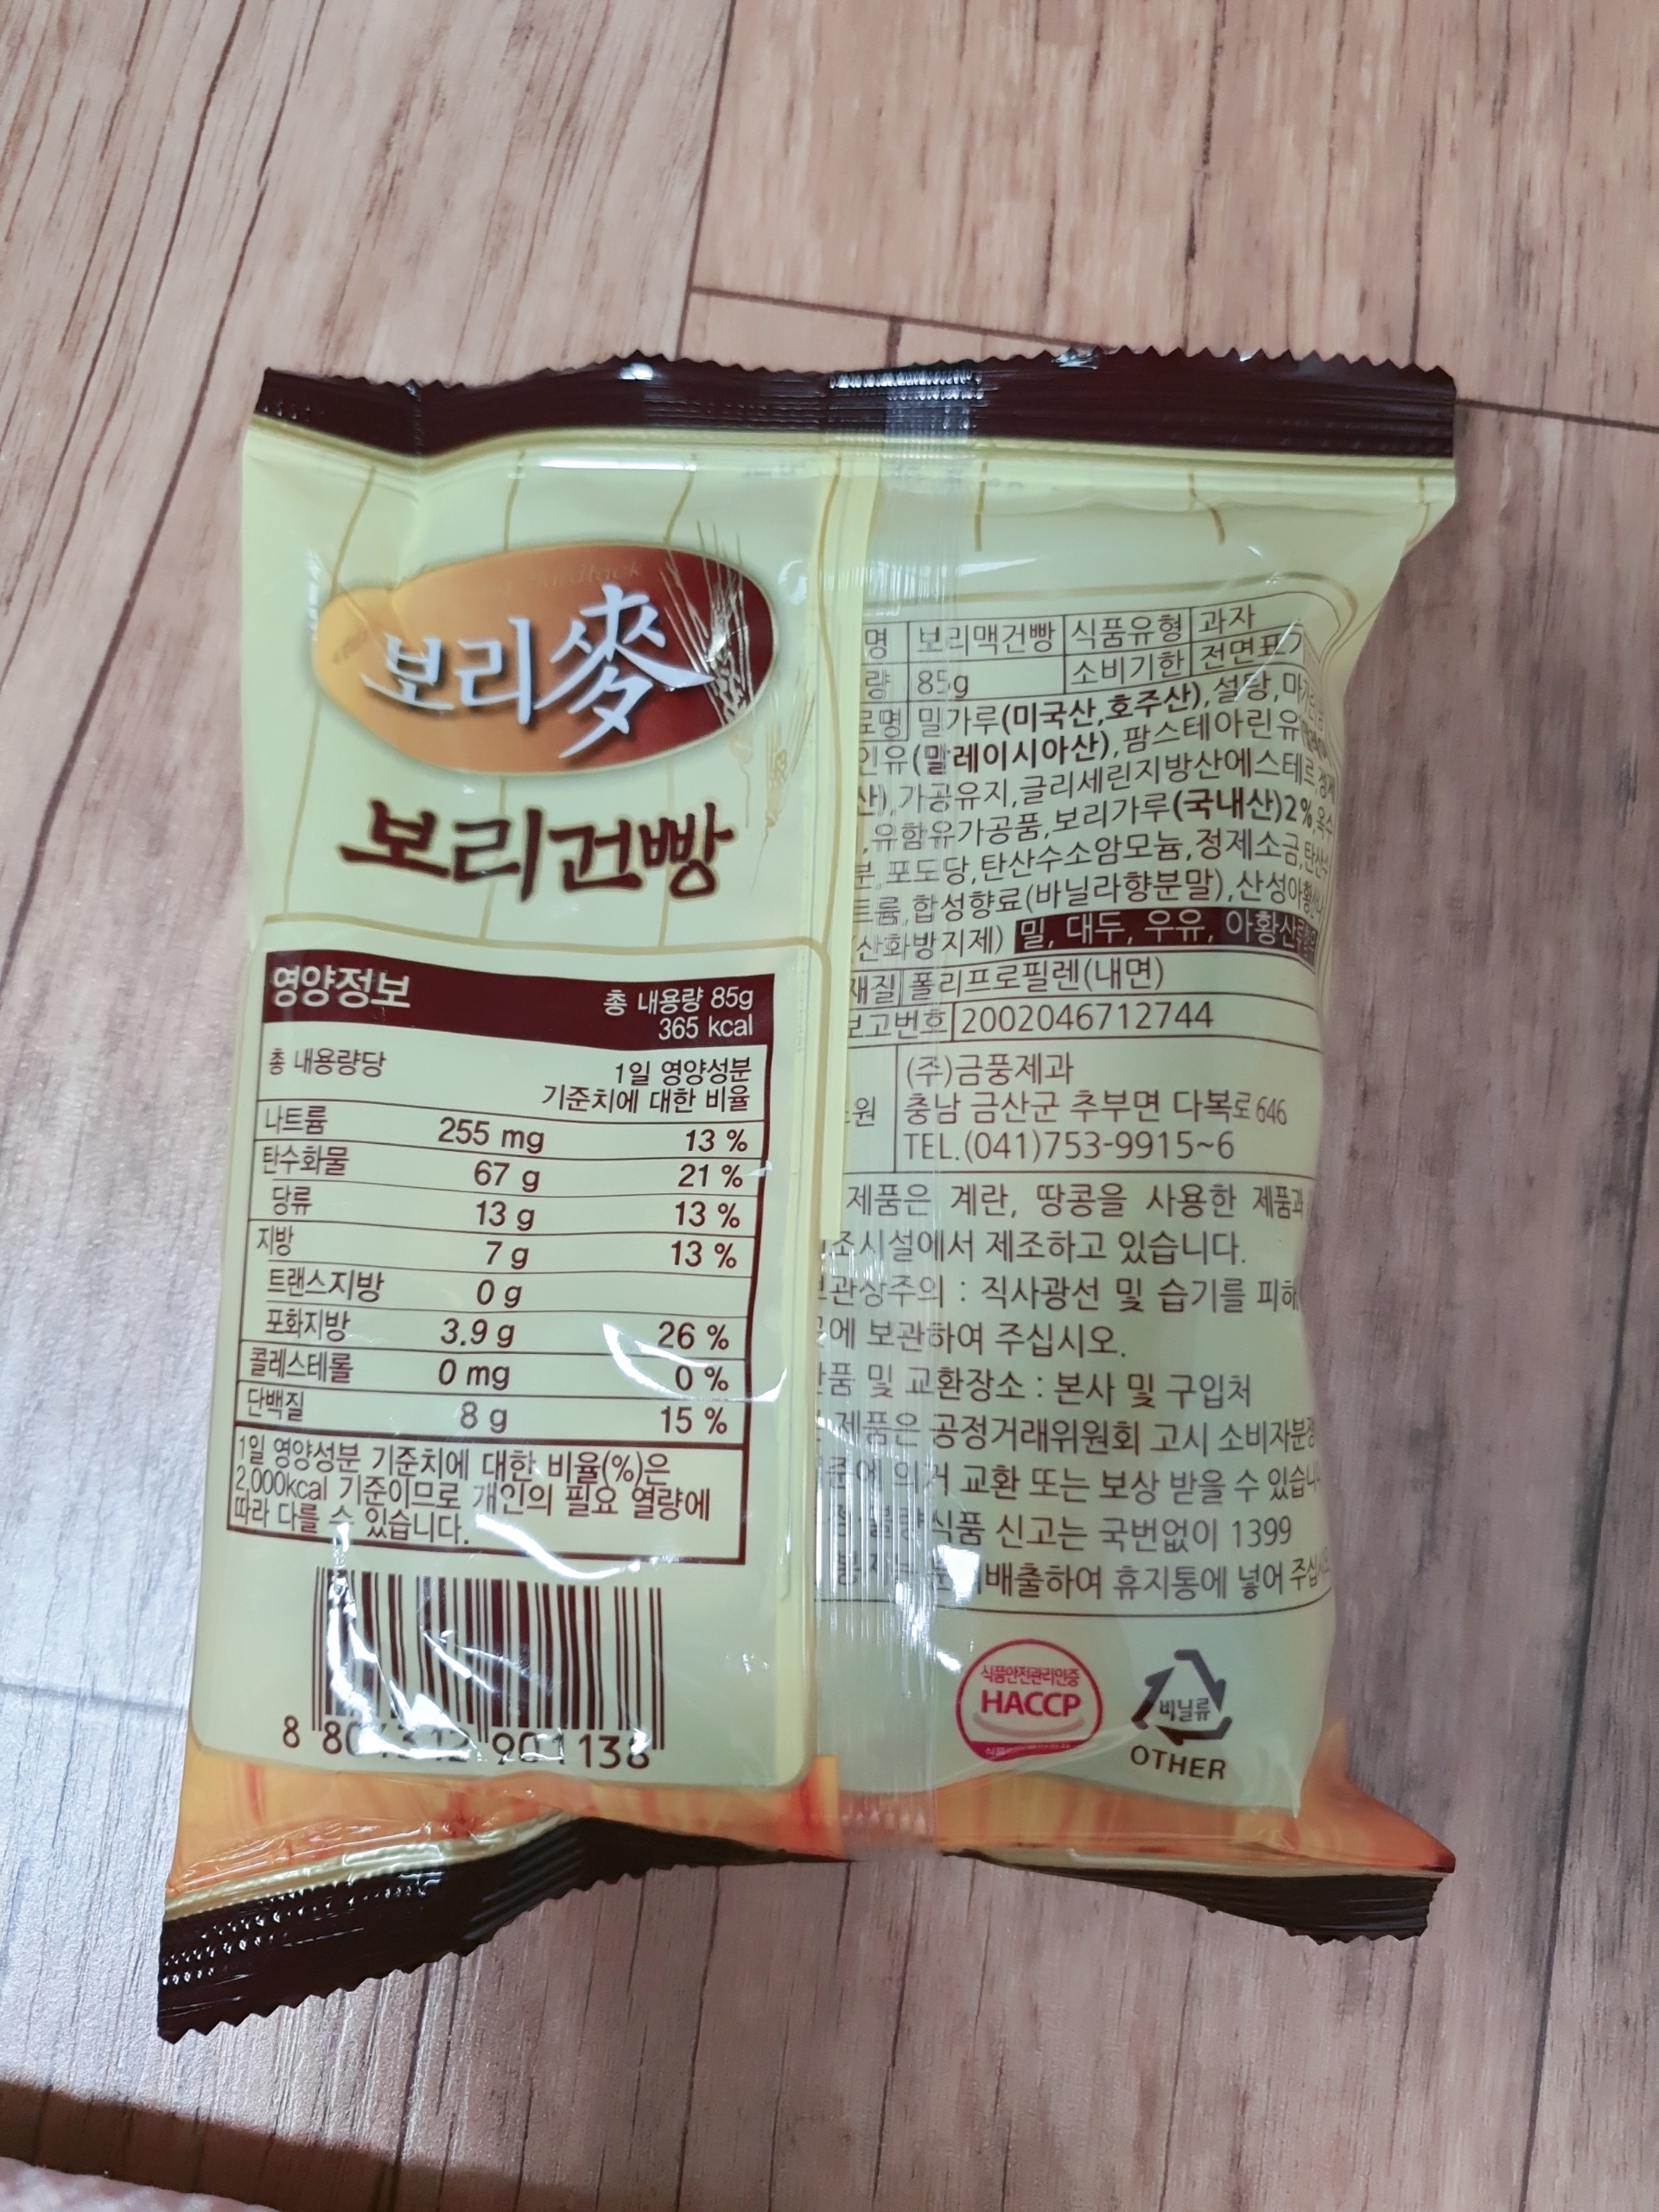 Hardtack
보리麥
보리건빵
영양정보
총 내용량 85g
365 kcal
총 내용량당
1일 영양성분
기준치에 대한 비율
나트륨 255 mg 13 %
탄수화물 67 g 21 %
당류 13 g 13 %
지방 7 g 13 %
트랜스지방 0 g
포화지방 3.9 g 26 %
콜레스테롤 0 mg 0 %
단백질 8 g 15 %
1일 영양성분 기준치에 대한 비율(%)은
2,000kcal 기준이므로 개인의 필요 열량에
따라 다를 수 있습니다.
명 보리맥건빵 식품유형 과자
량 85g 소비기한 전면표기
밀가루(미국산,호주산), 설탕,
인유(말레이시아산), 팜스테아린유
산), 가공유지, 글리세린지방산에스테르,
, 유함유가공품, 보리가루(국내산)2%,
분, 포도당, 탄산수소암모늄, 정제소금,
트륨, 합성향료(바닐라향분말),
(산화방지제) 밀, 대두, 우유,
재질 폴리프로필렌(내면)
보고번호 2002046712744
(주)금풍제과
원 충남 금산군 추부면 다복로 646
TEL.(041)753-9915~6
제품은 계란, 땅콩을 사용한 제품과
조시설에서 제조하고 있습니다.
관상주의 : 직사광선 및 습기를 피해
에 보관하여 주십시오.
품 및 교환장소 : 본사 및 구입처
제품은 공정거래위원회 고시
의거 교환 또는 보상 받을 수
식품 신고는 국번없이 1399
배출하여 휴지통에 넣어
8
901138
식품안전관리인증
HACCP
비닐류
OTHER